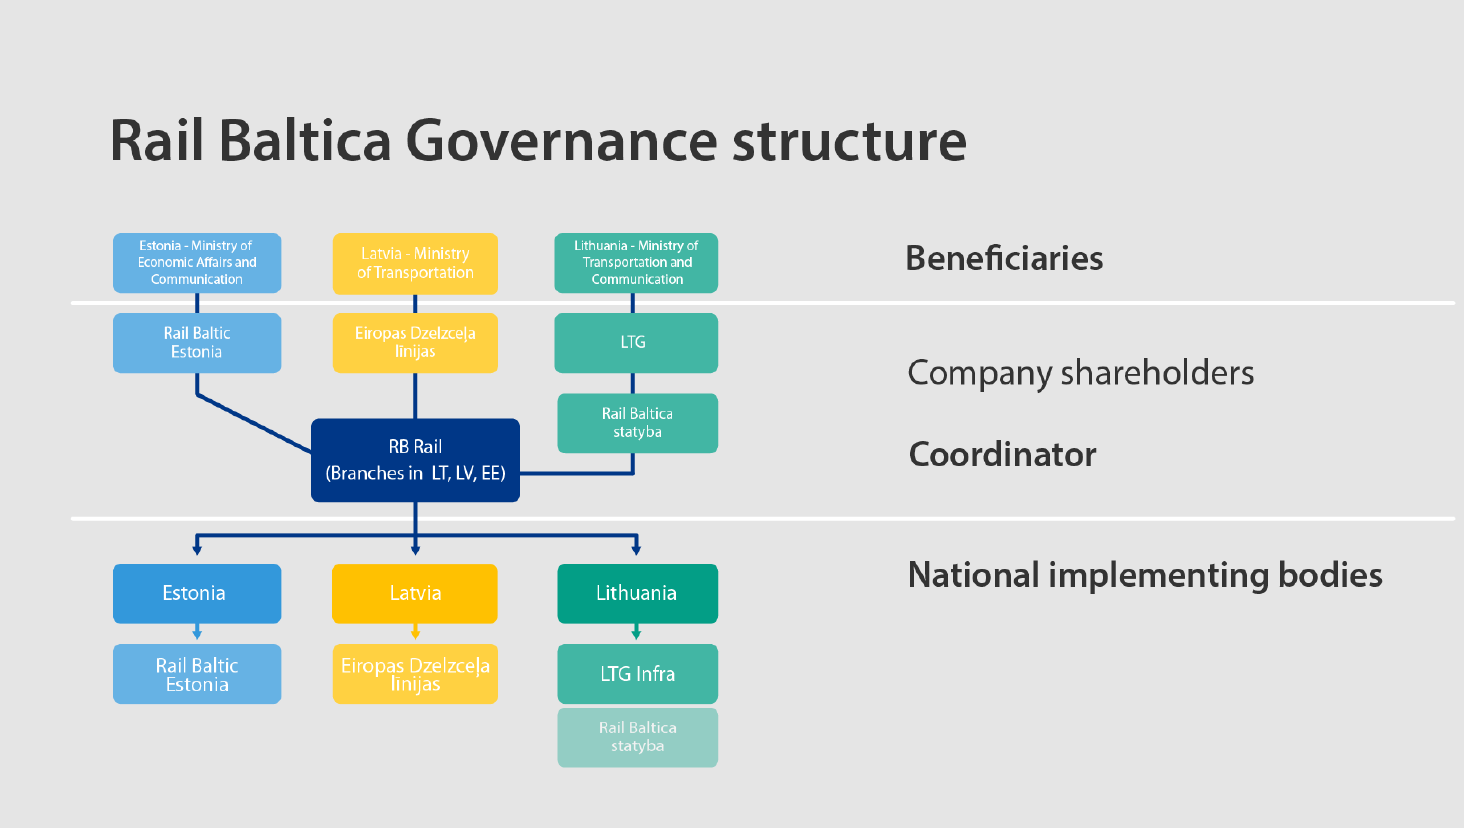 Rail Baltica Governance structure
Estonia - Ministry of
Economic Affairs and
Communication
Latvia - Ministry
of Transportation
Lithuania - Ministry of
Transportation and
Communication
Beneficiaries
Rail Baltic
Estonia
Eiropas Dzelzceļa
līnijas
LTG
Company shareholders
Rail Baltica
statyba
RB Rail
(Branches in LT, LV, EE)
Coordinator
National implementing bodies
Estonia
Latvia
Lithuania
Rail Baltic
Estonia
Eiropas Dzelzceļa
līnijas
LTG Infra
Rail Baltica
statyba